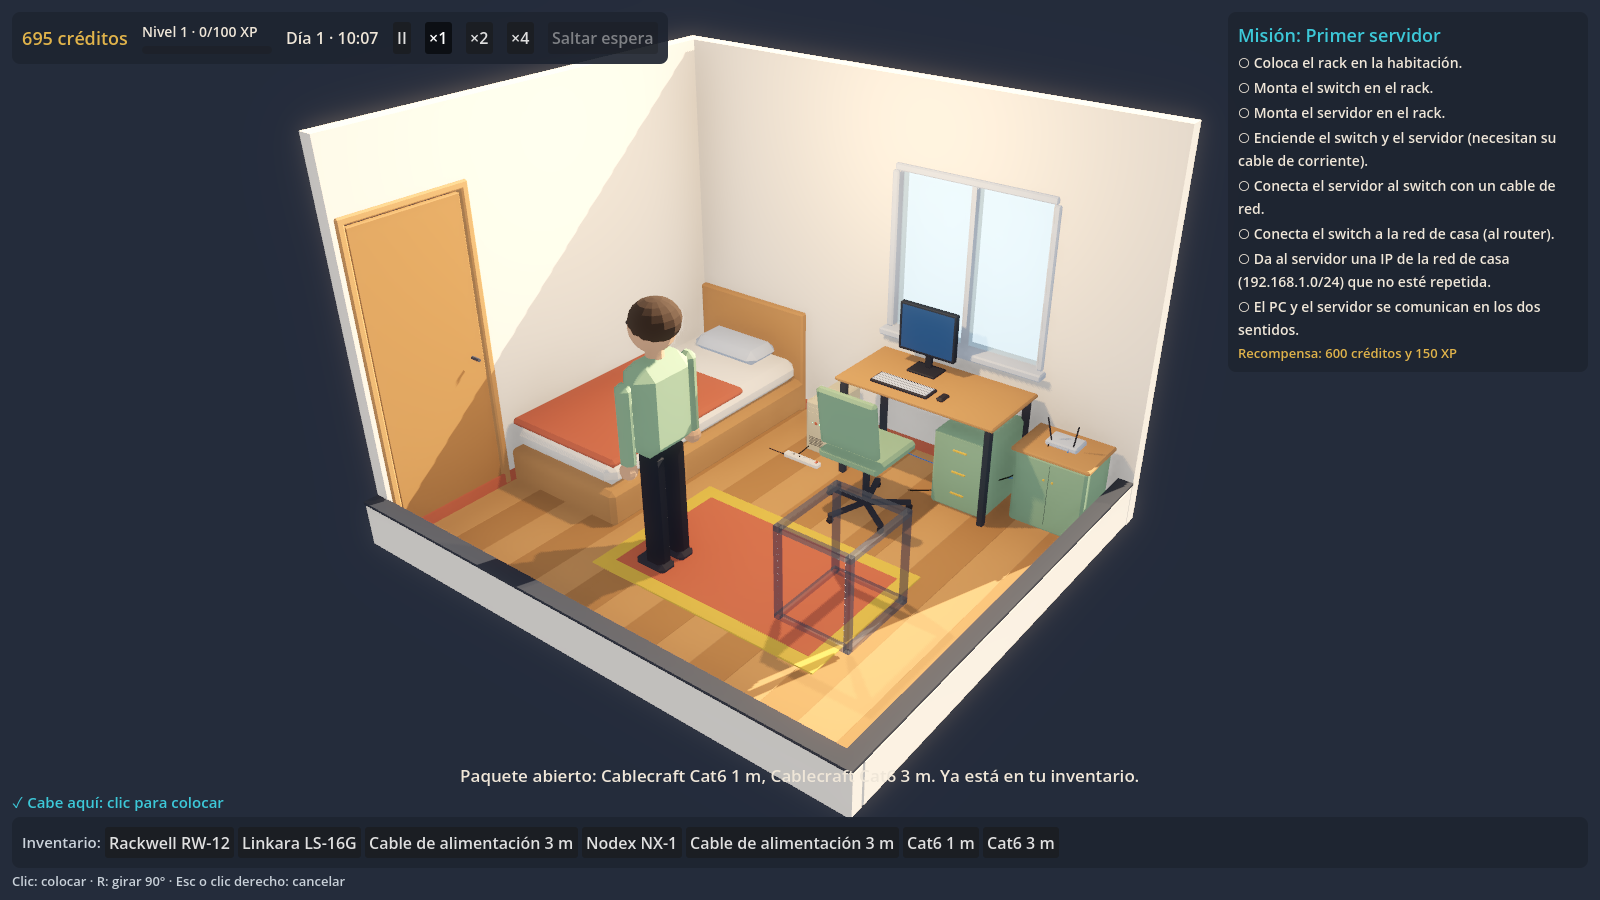 695 créditos
Nivel 1 · 0/100 XP
Día 1 · 10:07
II
×1
×2
×4
Saltar espera
Misión: Primer servidor
○ Coloca el rack en la habitación.
○ Monta el switch en el rack.
○ Monta el servidor en el rack.
○ Enciende el switch y el servidor (necesitan su
cable de corriente).
○ Conecta el servidor al switch con un cable de
red.
○ Conecta el switch a la red de casa (al router).
○ Da al servidor una IP de la red de casa
(192.168.1.0/24) que no esté repetida.
○ El PC y el servidor se comunican en los dos
sentidos.
Recompensa: 600 créditos y 150 XP
Paquete abierto: Cablecraft Cat6 1 m, Cablecraft Cat6 3 m. Ya está en tu inventario.
✓ Cabe aquí: clic para colocar
Inventario: Rackwell RW-12 Linkara LS-16G Cable de alimentación 3 m Nodex NX-1 Cable de alimentación 3 m Cat6 1 m Cat6 3 m
Clic: colocar · R: girar 90° · Esc o clic derecho: cancelar